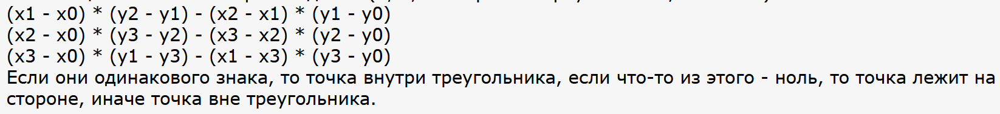 (x1 - x0) * (y2 - y1) - (x2 - x1) * (y1 - y0)
(x2 - x0) * (y3 - y2) - (x3 - x2) * (y2 - y0)
(x3 - x0) * (y1 - y3) - (x1 - x3) * (y3 - y0)
Если они одинакового знака, то точка внутри треугольника, если что-то из этого - ноль, то точка лежит на
стороне, иначе точка вне треугольника.